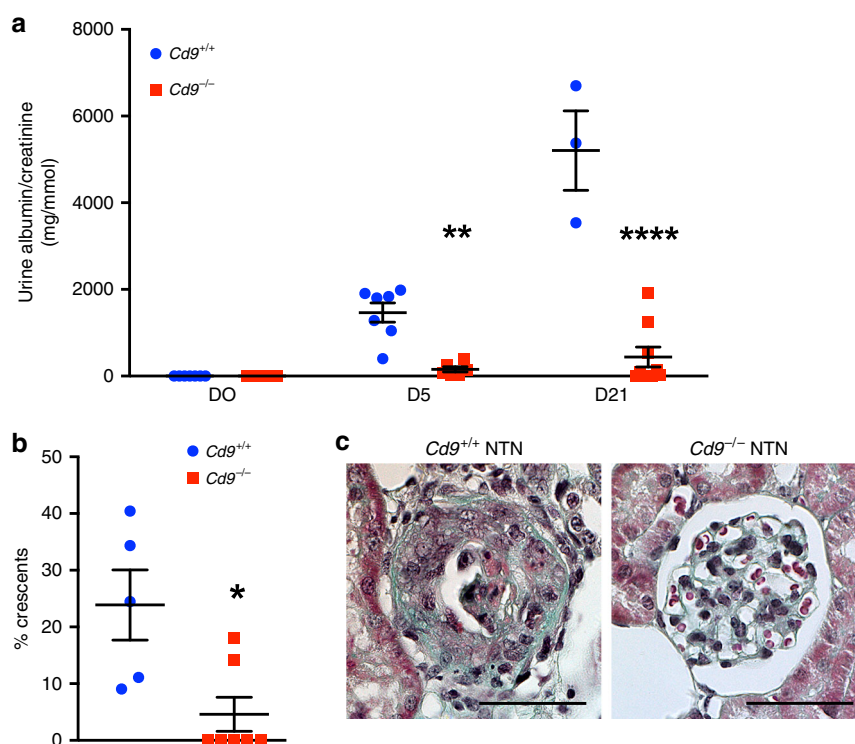 a
8000
6000
4000
2000
0
Urine albumin/creatinine
(mg/mmol)
Cd9+/+
Cd9–/–
**
****
DO
D5
D21
b
50
40
30
20
10
0
% crescents
Cd9+/+
Cd9–/–
*
c
Cd9+/+ NTN
Cd9–/– NTN